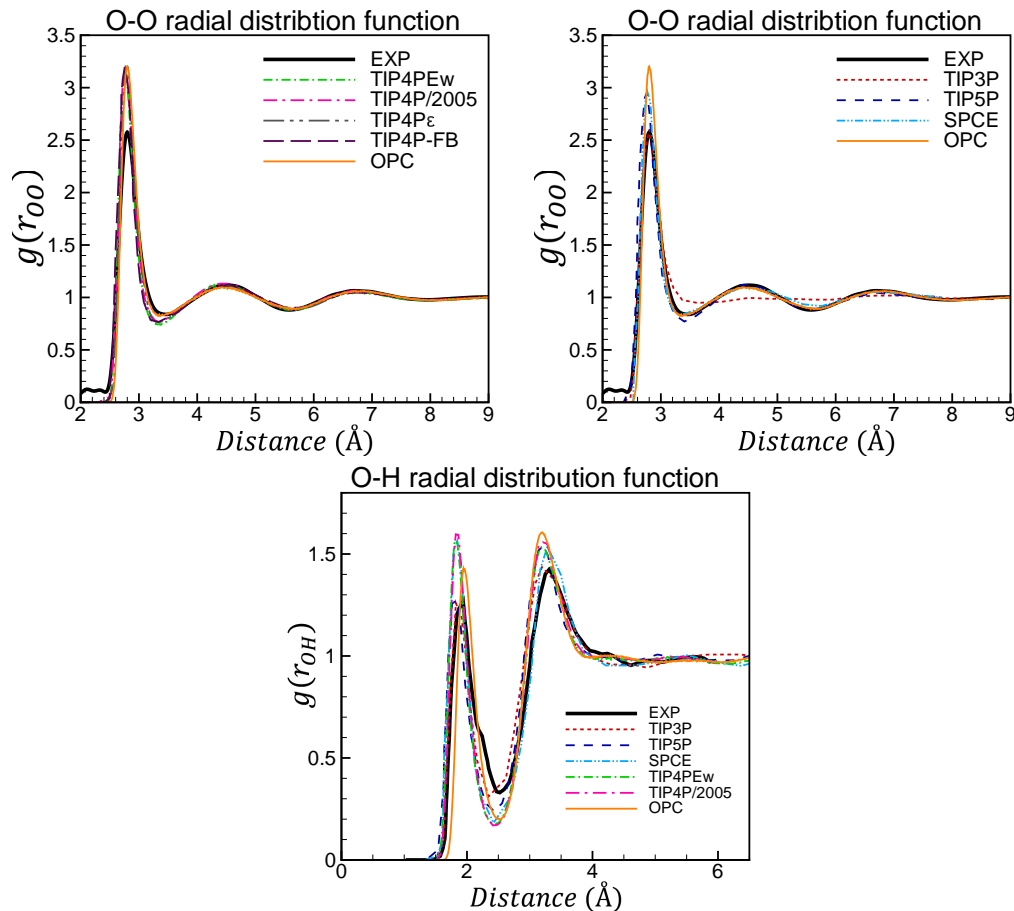 O-O radial distribtion function
EXP
TIP4PEw
TIP4P/2005
TIP4Pε
TIP4P-FB
OPC
g(rOO)
3.5
3
2.5
2
1.5
1
0.5
0
2 3 4 5 6 7 8 9
Distance (Å)
O-O radial distribution function
EXP
TIP3P
TIP5P
SPCE
OPC
g(rOO)
3.5
3
2.5
2
1.5
1
0.5
0
2 3 4 5 6 7 8 9
Distance (Å)
O-H radial distribution function
g(rOH)
1.5
1
0.5
0
EXP
TIP3P
TIP5P
SPCE
TIP4PEw
TIP4P/2005
OPC
0 2 4 6
Distance (Å)